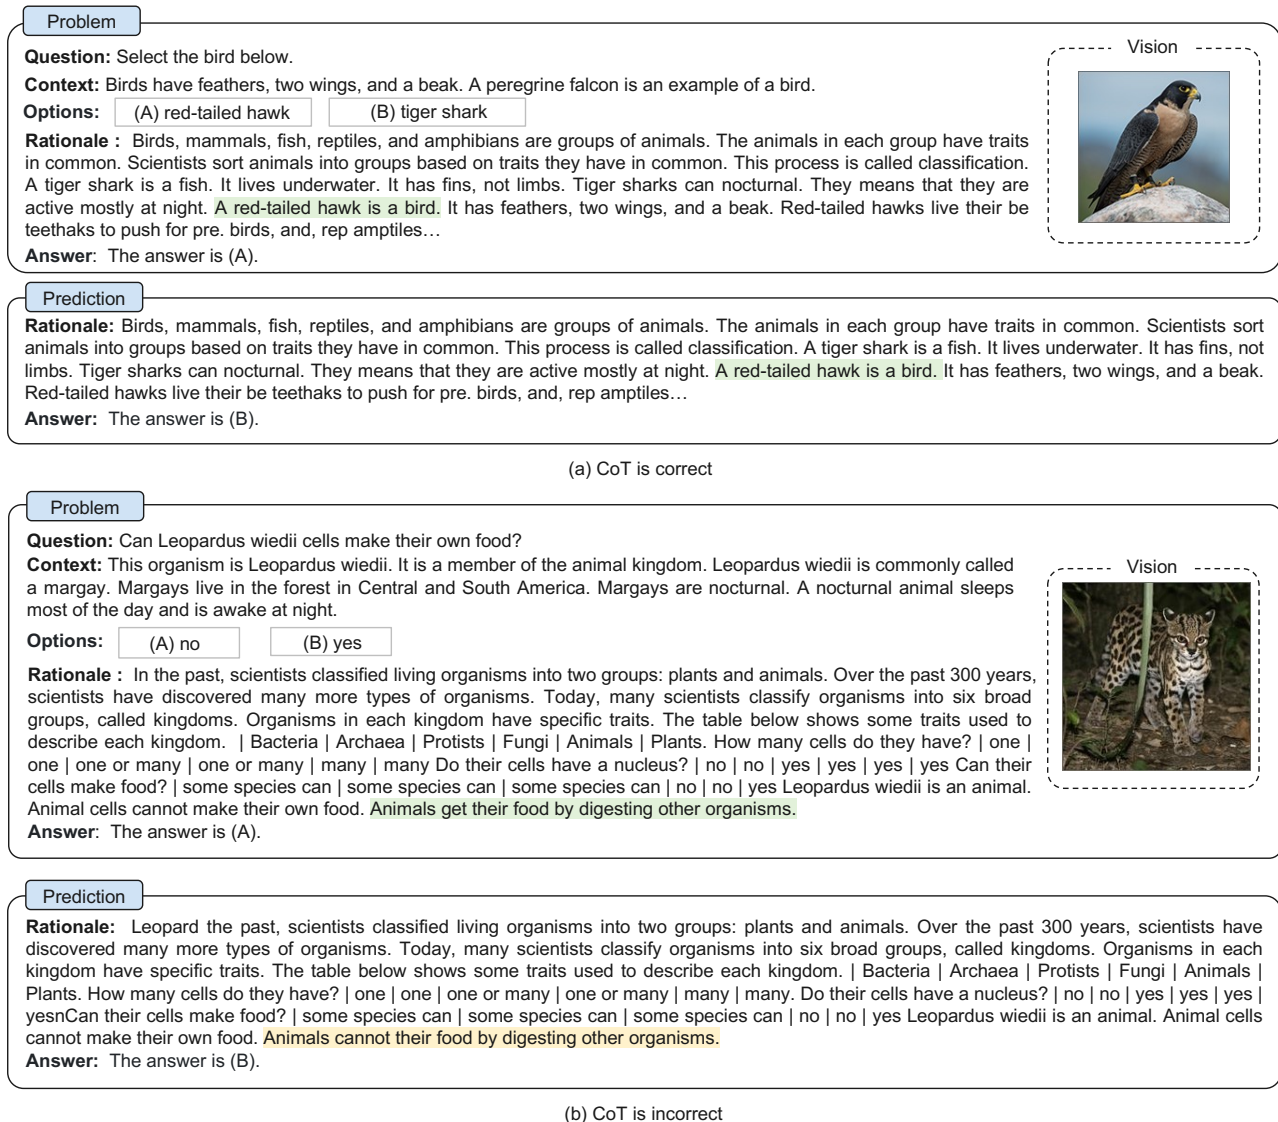 Problem
Question: Select the bird below.
Vision
Context: Birds have feathers, two wings, and a beak. A peregrine falcon is an example of a bird.
Options: (A) red-tailed hawk (B) tiger shark
Rationale : Birds, mammals, fish, reptiles, and amphibians are groups of animals. The animals in each group have traits
in common. Scientists sort animals into groups based on traits they have in common. This process is called classification.
A tiger shark is a fish. It lives underwater. It has fins, not limbs. Tiger sharks can nocturnal. They means that they are
active mostly at night. A red-tailed hawk is a bird. It has feathers, two wings, and a beak. Red-tailed hawks live their be
teethaks to push for pre. birds, and, rep amptiles…
Answer: The answer is (A).
Prediction
Rationale: Birds, mammals, fish, reptiles, and amphibians are groups of animals. The animals in each group have traits in common. Scientists sort
animals into groups based on traits they have in common. This process is called classification. A tiger shark is a fish. It lives underwater. It has fins, not
limbs. Tiger sharks can nocturnal. They means that they are active mostly at night. A red-tailed hawk is a bird. It has feathers, two wings, and a beak.
Red-tailed hawks live their be teethaks to push for pre. birds, and, rep amptiles…
Answer: The answer is (B).
(a) CoT is correct
Problem
Question: Can Leopardus wiedii cells make their own food?
Context: This organism is Leopardus wiedii. It is a member of the animal kingdom. Leopardus wiedii is commonly called
a margay. Margays live in the forest in Central and South America. Margays are nocturnal. A nocturnal animal sleeps
most of the day and is awake at night.
Vision
Options: (A) no (B) yes
Rationale : In the past, scientists classified living organisms into two groups: plants and animals. Over the past 300 years,
scientists have discovered many more types of organisms. Today, many scientists classify organisms into six broad
groups, called kingdoms. Organisms in each kingdom have specific traits. The table below shows some traits used to
describe each kingdom. | Bacteria | Archaea | Protists | Fungi | Animals | Plants. How many cells do they have? | one |
one | one or many | one or many | many | many Do their cells have a nucleus? | no | no | yes | yes | yes | yes Can their
cells make food? | some species can | some species can | some species can | no | no | yes Leopardus wiedii is an animal.
Animal cells cannot make their own food. Animals get their food by digesting other organisms.
Answer: The answer is (A).
Prediction
Rationale: Leopard the past, scientists classified living organisms into two groups: plants and animals. Over the past 300 years, scientists have
discovered many more types of organisms. Today, many scientists classify organisms into six broad groups, called kingdoms. Organisms in each
kingdom have specific traits. The table below shows some traits used to describe each kingdom. | Bacteria | Archaea | Protists | Fungi | Animals |
Plants. How many cells do they have? | one | one | one or many | one or many | many | many. Do their cells have a nucleus? | no | no | yes | yes | yes |
yesnCan their cells make food? | some species can | some species can | some species can | no | no | yes Leopardus wiedii is an animal. Animal cells
cannot make their own food. Animals cannot their food by digesting other organisms.
Answer: The answer is (B).
(b) CoT is incorrect